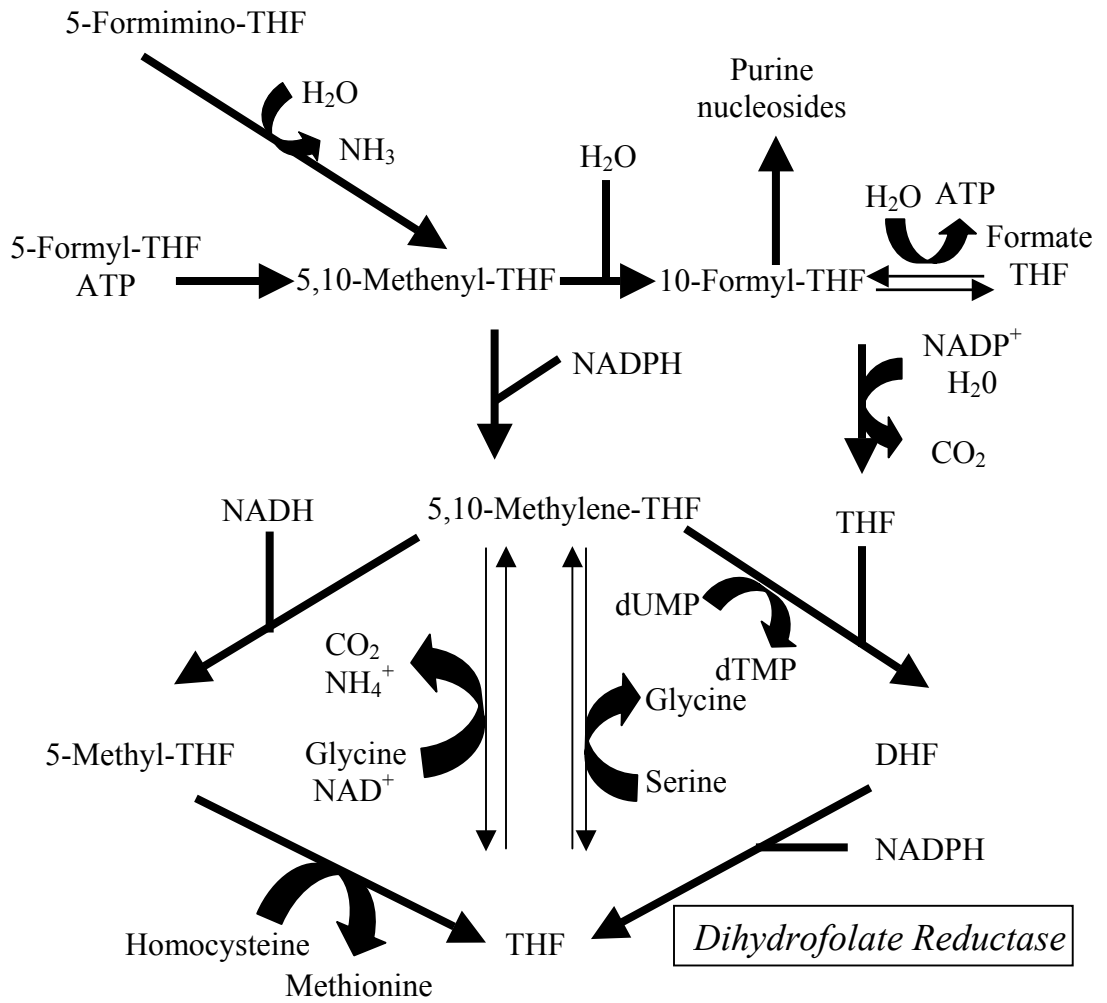 5-Formimino-THF
H₂O
NH₃
Purine
nucleosides
H₂O
H₂O ATP
5-Formyl-THF
ATP
5,10-Methenyl-THF
10-Formyl-THF
Formate
THF
NADPH
NADP⁺
H₂0
CO₂
NADH
5,10-Methylene-THF
THF
dUMP
dTMP
CO₂
NH₄⁺
Glycine
5-Methyl-THF
Glycine
NAD⁺
Serine
DHF
NADPH
Homocysteine
Methionine
THF
Dihydrofolate Reductase